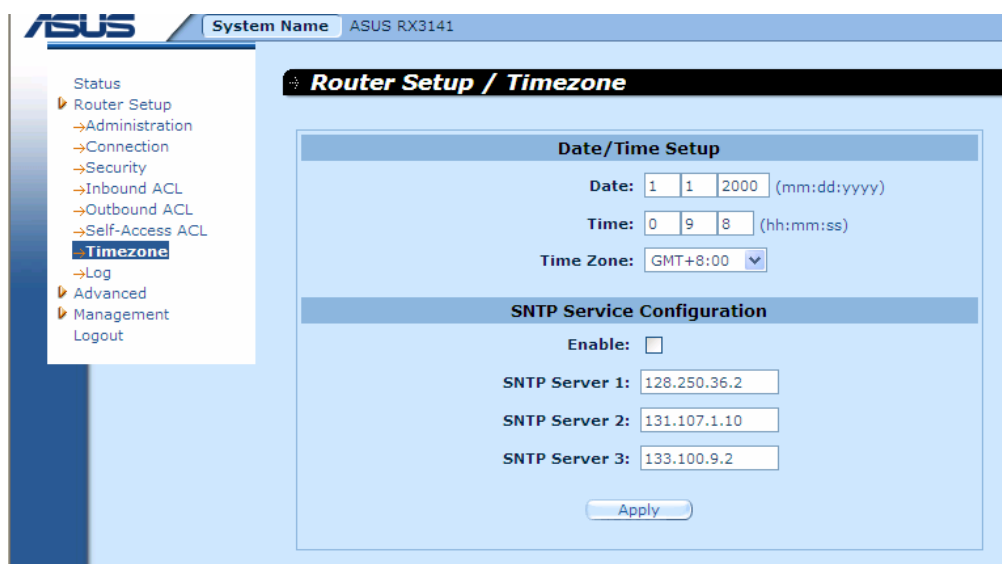 ASUS System Name ASUS RX3141
Status
Router Setup
→Administration
→Connection
→Security
→Inbound ACL
→Outbound ACL
→Self-Access ACL
→Timezone
→Log
Advanced
Management
Logout
Router Setup / Timezone
Date/Time Setup
Date: 1 1 2000 (mm:dd:yyyy)
Time: 0 9 8 (hh:mm:ss)
Time Zone: GMT+8:00
SNTP Service Configuration
Enable:
SNTP Server 1: 128.250.36.2
SNTP Server 2: 131.107.1.10
SNTP Server 3: 133.100.9.2
Apply